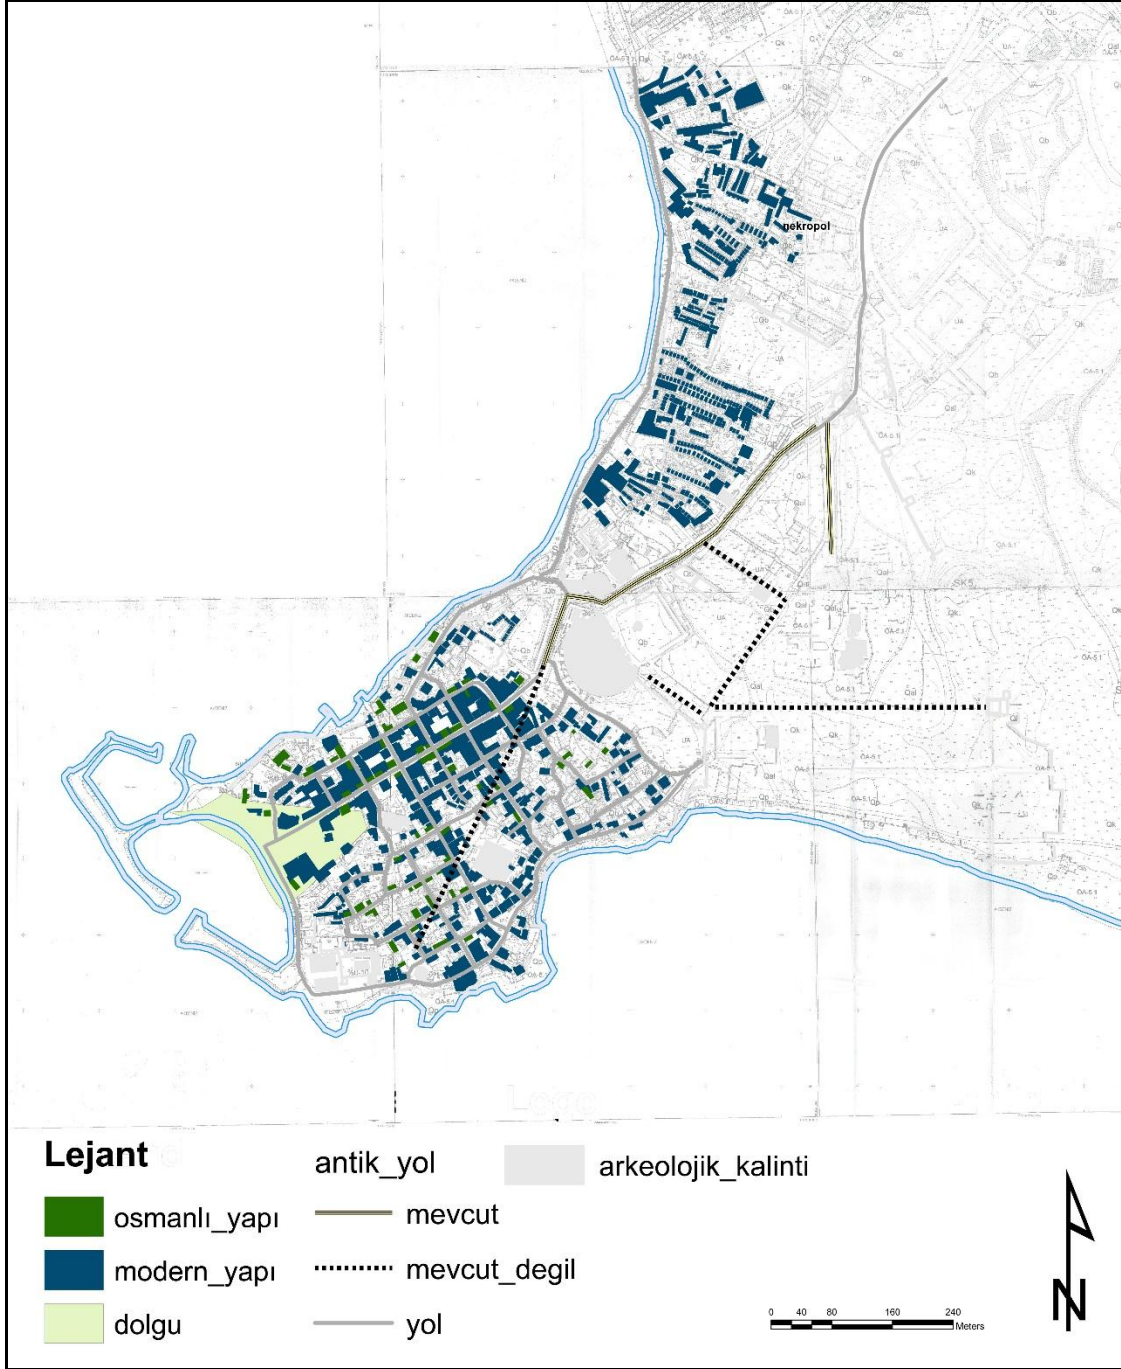 nekropol
Lejant
antik_yol
arkeolojik_kalinti
osmanlı_yapı
mevcut
modern_yapı
mevcut_degil
dolgu
yol
0 40 80 160 240
Meters
N